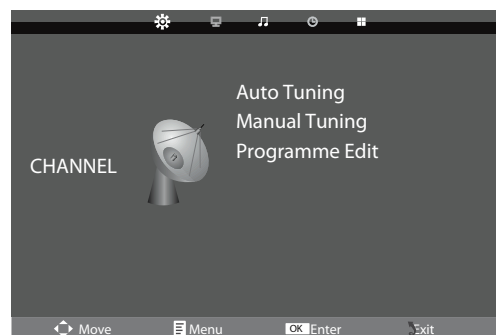 Auto Tuning
Manual Tuning
Programme Edit
CHANNEL
Move Menu OK Enter Exit